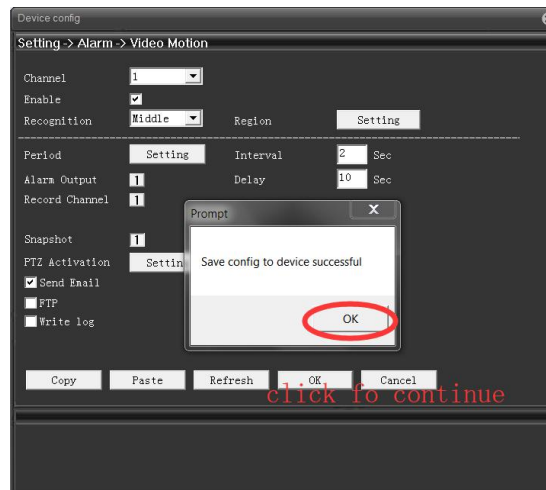 Device config
Setting -> Alarm -> Video Motion
Channel 1
Enable
Recognition Middle Region Setting
Period Setting Interval 2 Sec
Alarm Output 1 Delay 10 Sec
Record Channel 1
Prompt X
Snapshot 1
Save config to device successful
PTZ Activation Settin
Send Email
FTP
Write log
OK
Copy Paste Refresh OK Cancel
click fo continue